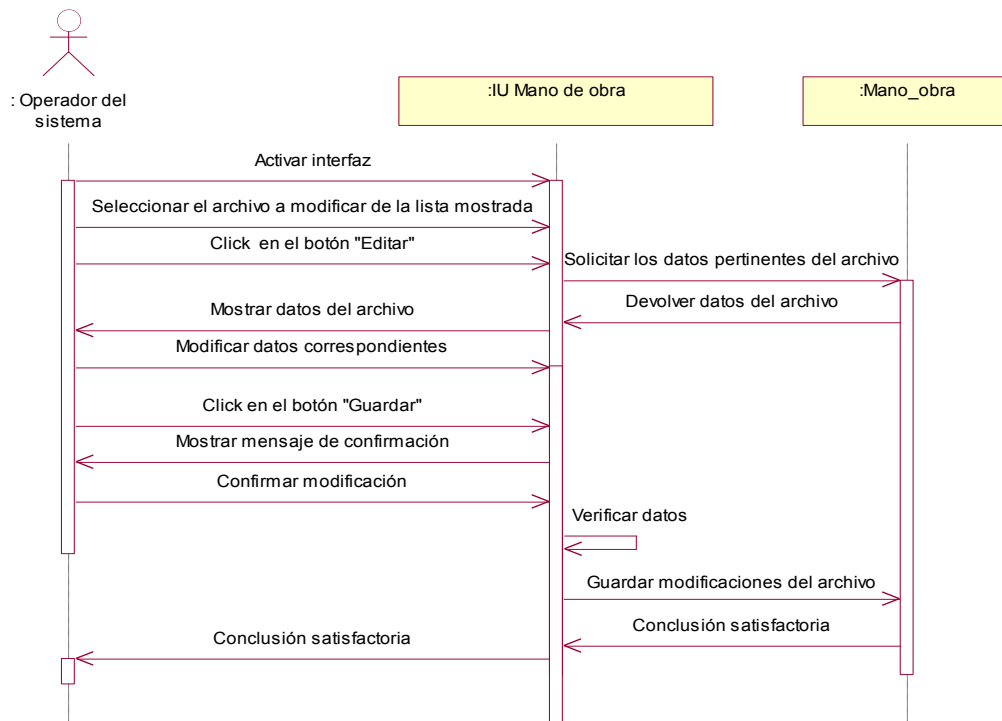 : Operador del
sistema
:IU Mano de obra
:Mano_obra
Activar interfaz
Seleccionar el archivo a modificar de la lista mostrada
Click en el botón "Editar"
Solicitar los datos pertinentes del archivo
Devolver datos del archivo
Mostrar datos del archivo
Modificar datos correspondientes
Click en el botón "Guardar"
Mostrar mensaje de confirmación
Confirmar modificación
Verificar datos
Guardar modificaciones del archivo
Conclusión satisfactoria
Conclusión satisfactoria